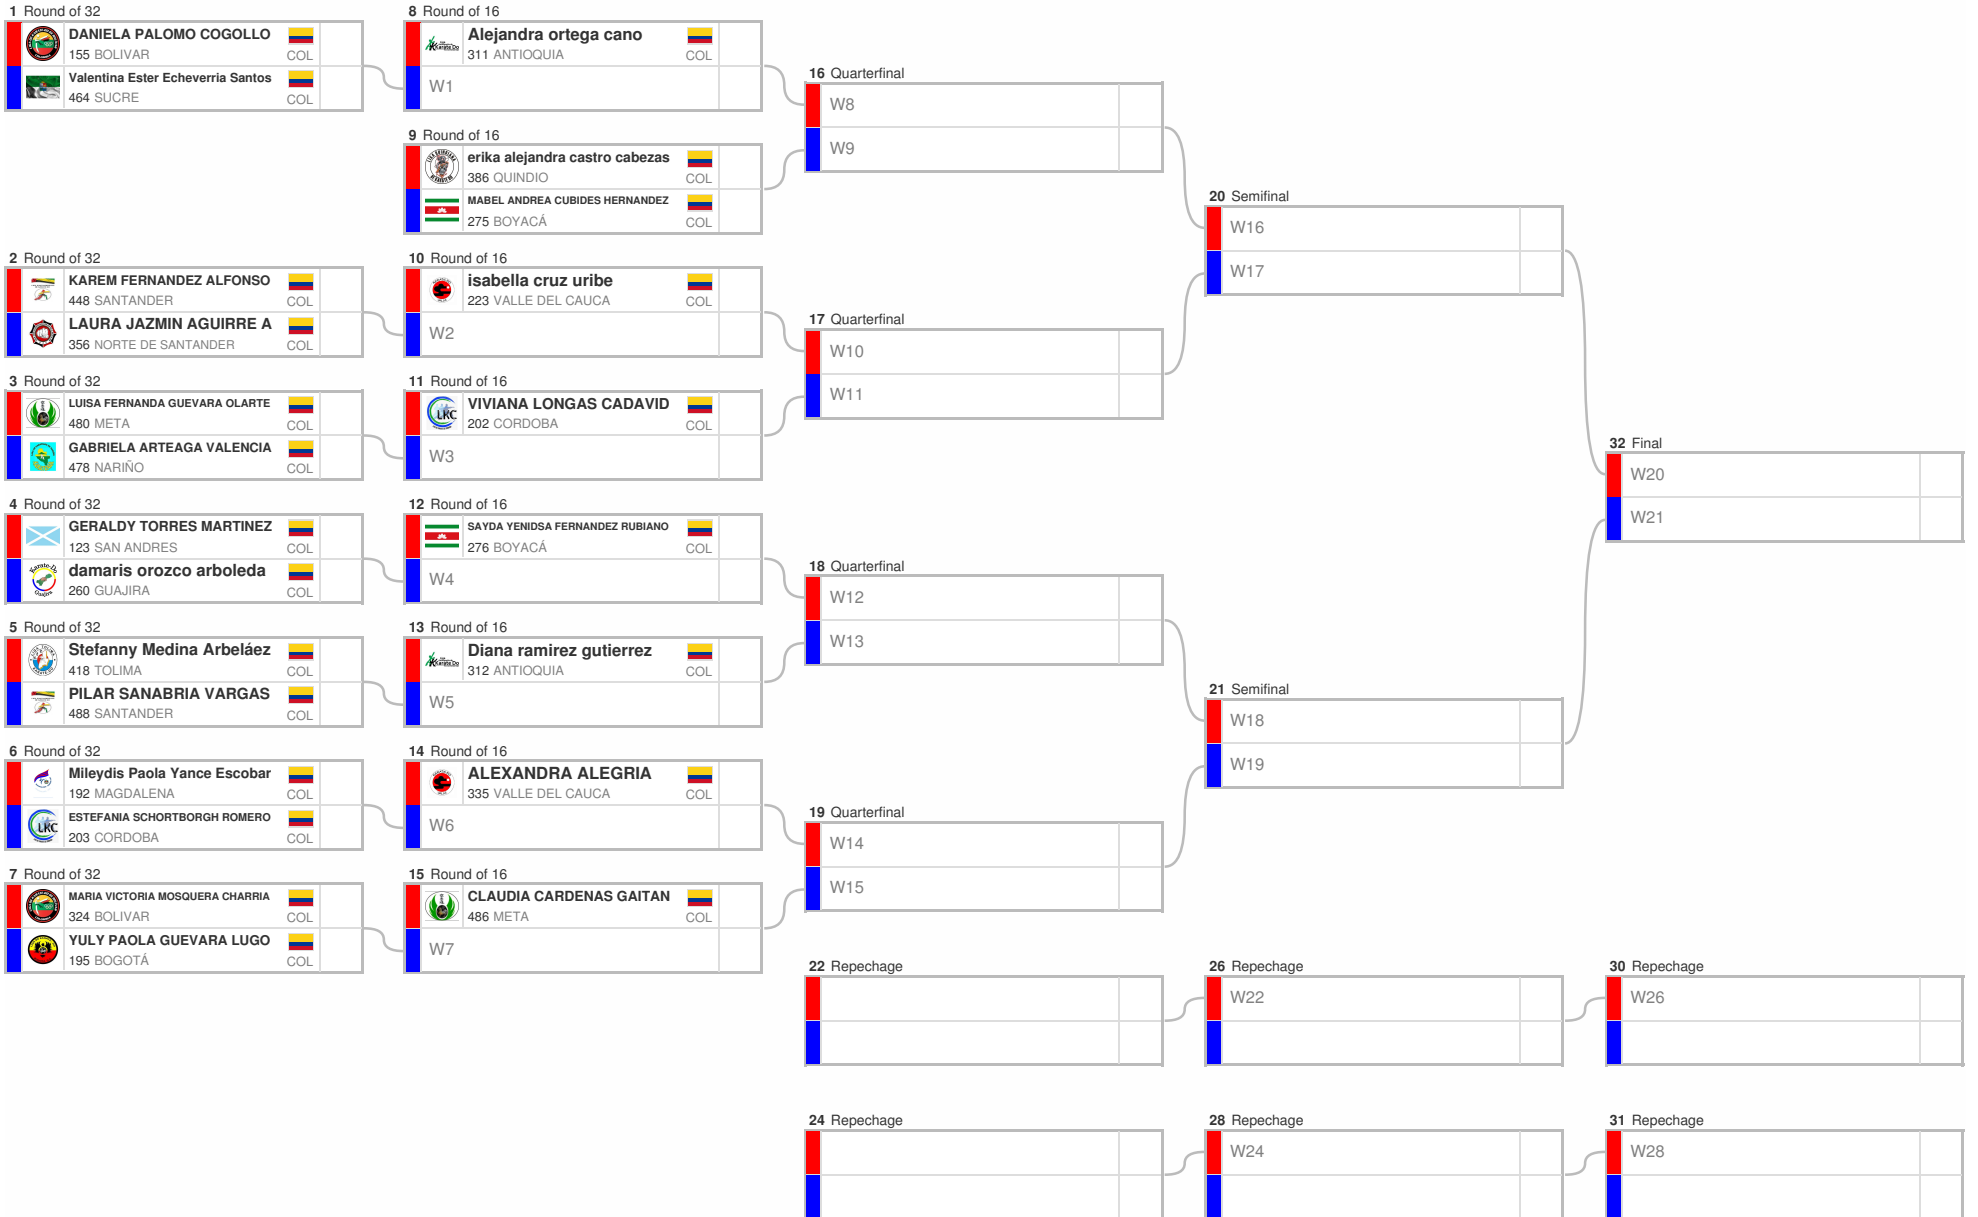 1 Round of 32
DANIELA PALOMO COGOLLO
155 BOLIVAR COL
Valentina Ester Echeverria Santos
464 SUCRE COL
2 Round of 32
KAREM FERNANDEZ ALFONSO
448 SANTANDER COL
LAURA JAZMIN AGUIRRE A
356 NORTE DE SANTANDER COL
3 Round of 32
LUISA FERNANDA GUEVARA OLARTE
480 META COL
GABRIELA ARTEAGA VALENCIA
478 NARIÑO COL
4 Round of 32
GERALDY TORRES MARTINEZ
123 SAN ANDRES COL
damaris orozco arboleda
260 GUAJIRA COL
5 Round of 32
Stefanny Medina Arbeláez
418 TOLIMA COL
PILAR SANABRIA VARGAS
488 SANTANDER COL
6 Round of 32
Mileydis Paola Yance Escobar
192 MAGDALENA COL
ESTEFANIA SCHORTBORGH ROMERO
203 CORDOBA COL
7 Round of 32
MARIA VICTORIA MOSQUERA CHARRIA
324 BOLIVAR COL
YULY PAOLA GUEVARA LUGO
195 BOGOTÁ COL
8 Round of 16
Alejandra ortega cano
311 ANTIOQUIA COL
W1
9 Round of 16
erika alejandra castro cabezas
386 QUINDIO COL
MABEL ANDREA CUBIDES HERNANDEZ
275 BOYACÁ COL
10 Round of 16
isabella cruz uribe
223 VALLE DEL CAUCA COL
W2
11 Round of 16
LKC
VIVIANA LONGAS CADAVID
202 CORDOBA COL
W3
12 Round of 16
SAYDA YENIDSA FERNANDEZ RUBIANO
276 BOYACÁ COL
W4
13 Round of 16
Diana ramirez gutierrez
312 ANTIOQUIA COL
W5
14 Round of 16
ALEXANDRA ALEGRIA
335 VALLE DEL CAUCA COL
W6
15 Round of 16
CLAUDIA CARDENAS GAITAN
486 META COL
W7
16 Quarterfinal
W8
W9
17 Quarterfinal
W10
W11
18 Quarterfinal
W12
W13
19 Quarterfinal
W14
W15
20 Semifinal
W16
W17
21 Semifinal
W18
W19
32 Final
W20
W21
22 Repechage
26 Repechage
W22
30 Repechage
W26
24 Repechage
28 Repechage
W24
31 Repechage
W28